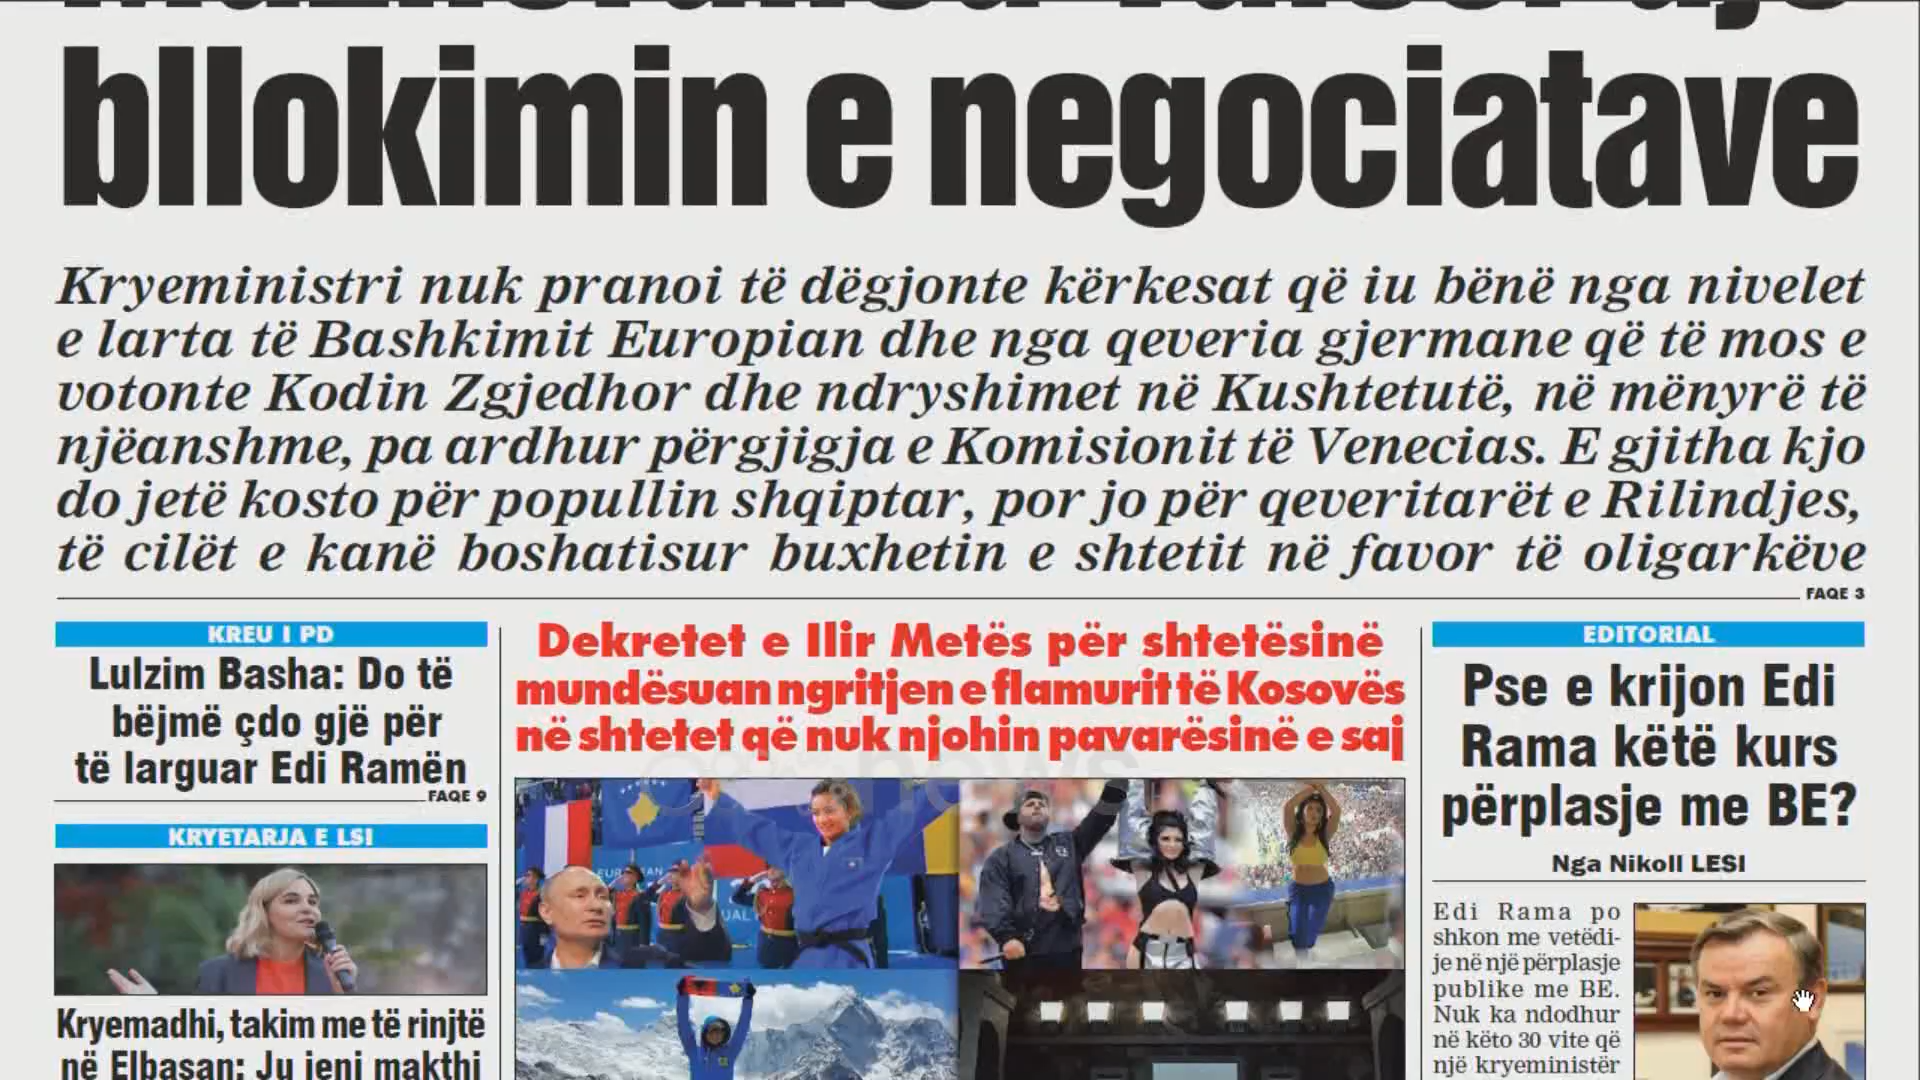 bllokimin e negociatave
Kryeministri nuk pranoi të dëgjonte kërkesat që iu bënë nga nivelet
e larta të Bashkimit Europian dhe nga qeveria gjermane që të mos e
votonte Kodin Zgjedhor dhe ndryshimet në Kushtetutë, në mënyrë të
njëanshme, pa ardhur përgjigja e Komisionit të Venecias. E gjitha kjo
do jetë kosto për popullin shqiptar, por jo për qeveritarët e Rilindjes,
të cilët e kanë boshatisur buxhetin e shtetit në favor të oligarkëve
FAQE 3
KREU I PD
Lulzim Basha: Do të
bëjmë çdo gjë për
të larguar Edi Ramën
FAQE 9
KRYETARJA E LSI
Kryemadhi, takim me të rinjtë
në Elbasan: Ju jeni makthi
Dekretet e Ilir Metës për shtetësinë
mundësuan ngritjen e flamurit të Kosovës
në shtetet që nuk njohin pavarësinë e saj
news
EUROPEAN
EDITORIAL
Pse e krijon Edi
Rama këtë kurs
përplasje me BE?
Nga Nikoll LESI
Edi Rama po
shkon me vetëdi-
je në një përplasje
publike me BE.
Nuk ka ndodhur
në këto 30 vite që
një kryeministër